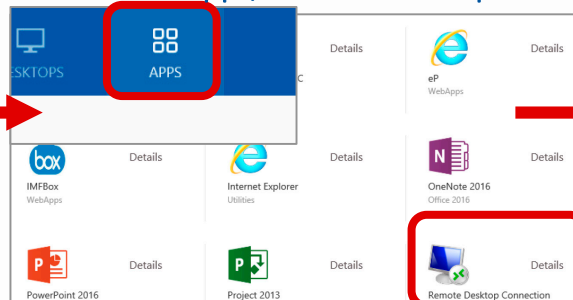 ESKTOPS
APPS
Details
Details
C
eP
WebApps
box
Details
Details
N
Details
IMFBox
WebApps
Internet Explorer
Utilities
OneNote 2016
Office 2016
P
Details
P
Details
Details
PowerPoint 2016
Project 2013
Remote Desktop Connection